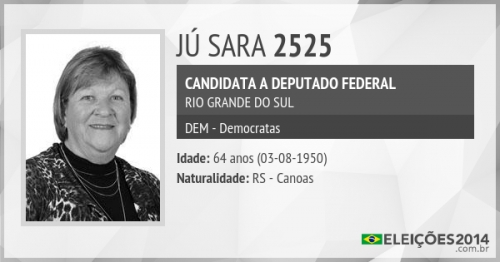 JÚ SARA 2525
CANDIDATA A DEPUTADO FEDERAL
RIO GRANDE DO SUL
DEM - Democratas
Idade: 64 anos (03-08-1950)
Naturalidade: RS - Canoas
ELEIÇÕES2014
.com.br